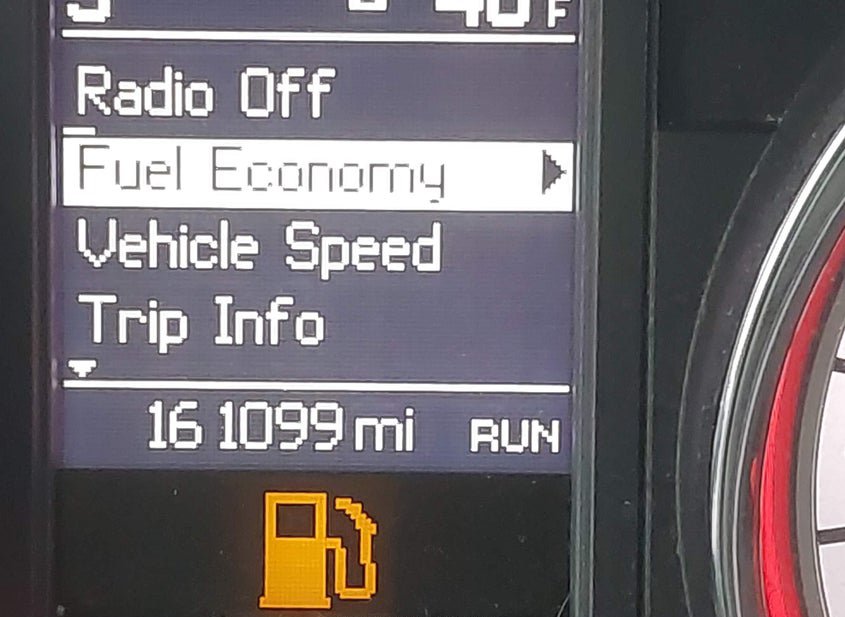 Radio Off
Fuel Economy
Vehicle Speed
Trip Info
161099 mi RUN